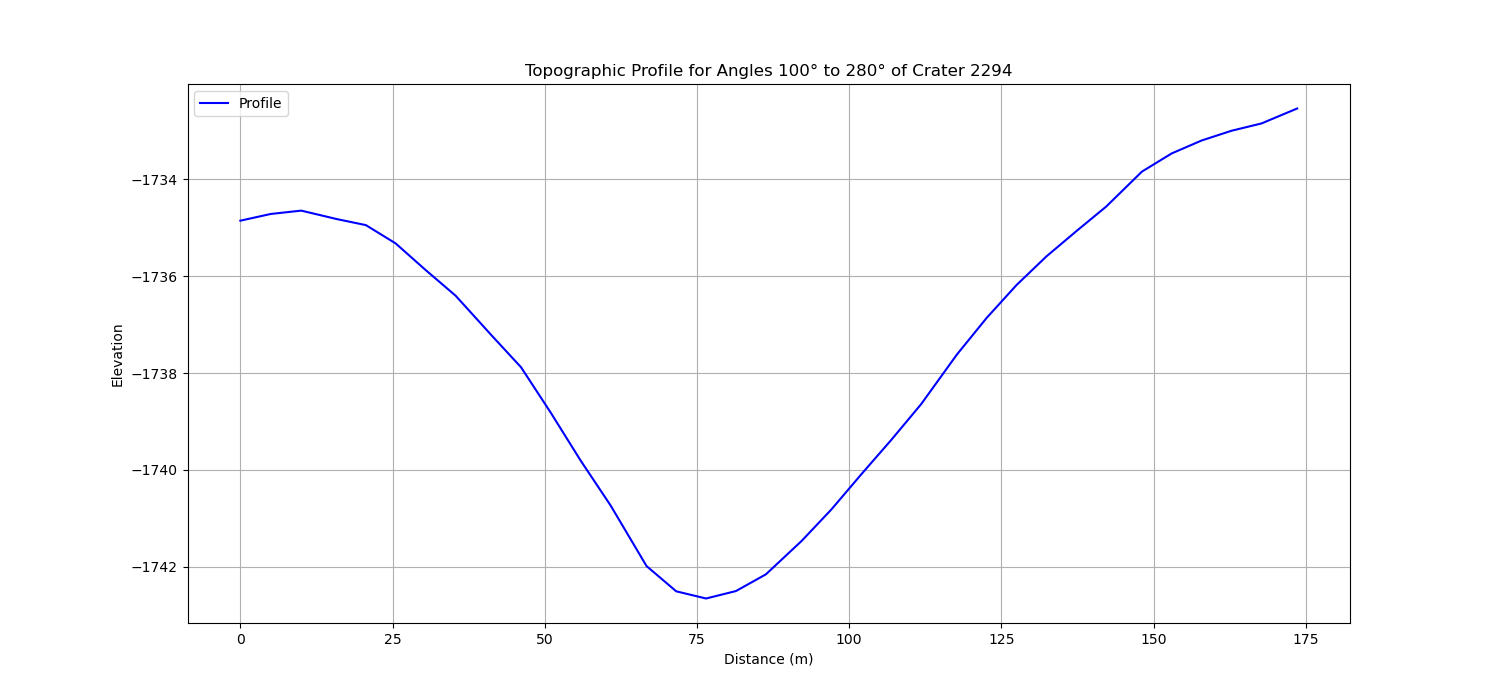 Topographic Profile for Angles 100° to 280° of Crater 2294
Profile
Elevation
−1734
−1736
−1738
−1740
−1742
0 25 50 75 100 125 150 175
Distance (m)